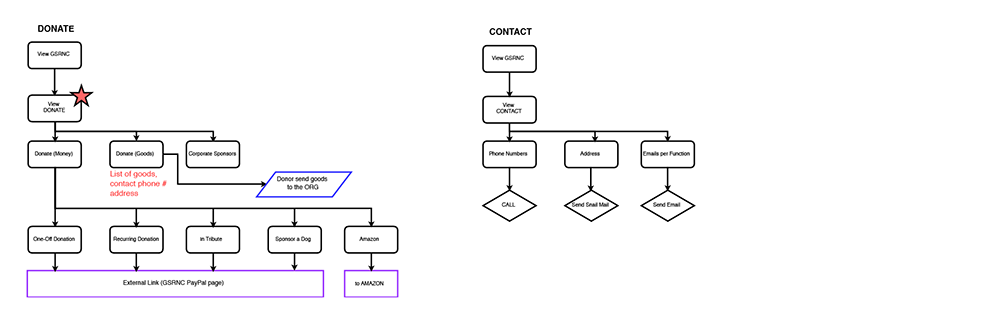 DONATE
View GSRNC
View
DONATE
Donate (Money)
Donate (Goods)
Corporate Sponsors
List of goods,
contact phone #
address
Donor send goods
to the ORG
One-Off Donation
Recurring Donation
in Tribute
Sponsor a Dog
Amazon
External Link (GSRNC PayPal page)
to AMAZON
CONTACT
View GSRNC
View
CONTACT
Phone Numbers
Address
Emails per Function
CALL
Send Snail Mail
Send Email